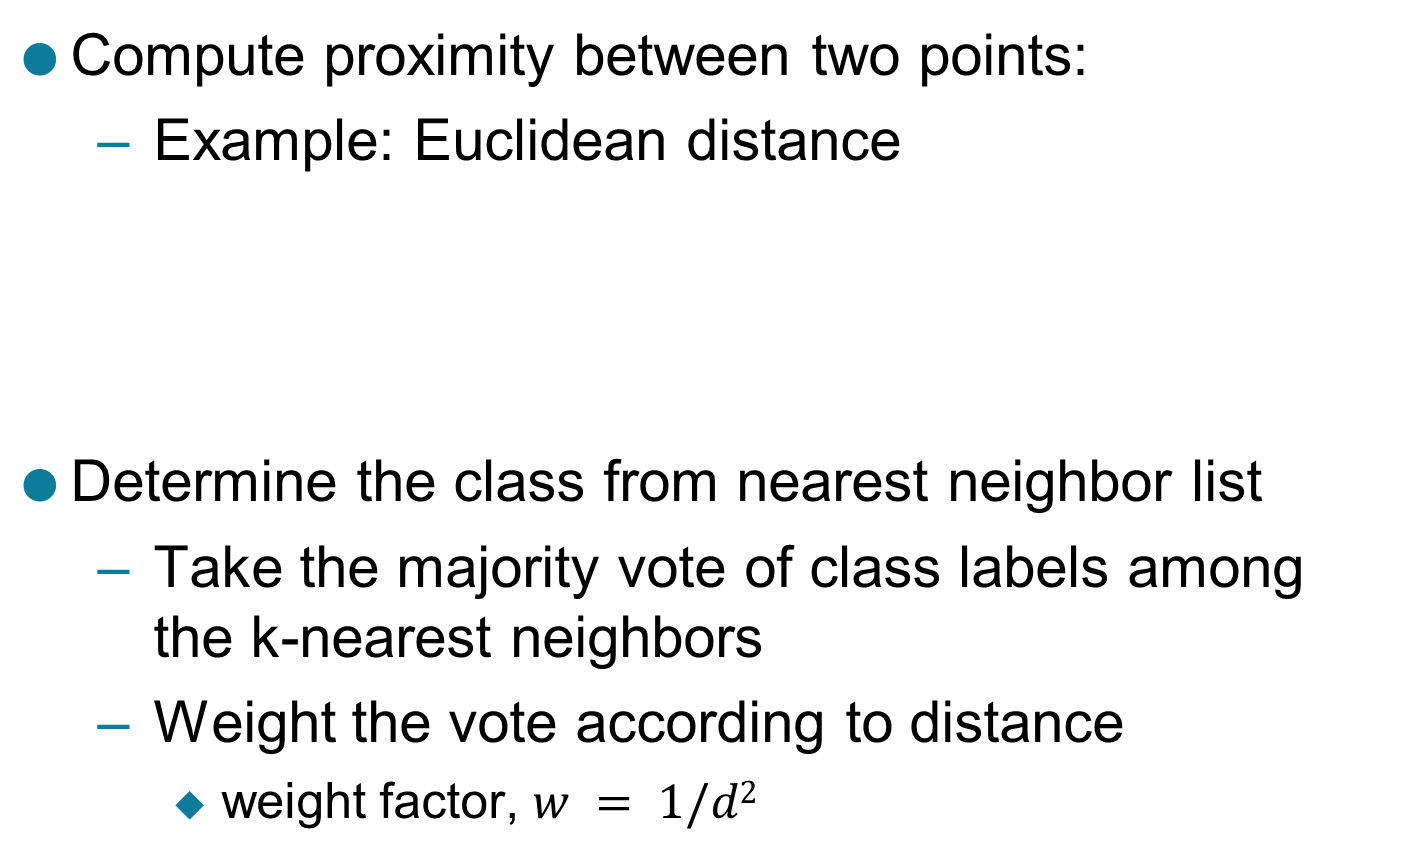 ● Compute proximity between two points:
– Example: Euclidean distance
● Determine the class from nearest neighbor list
– Take the majority vote of class labels among
the k-nearest neighbors
– Weight the vote according to distance
◆ weight factor, w = 1/d²